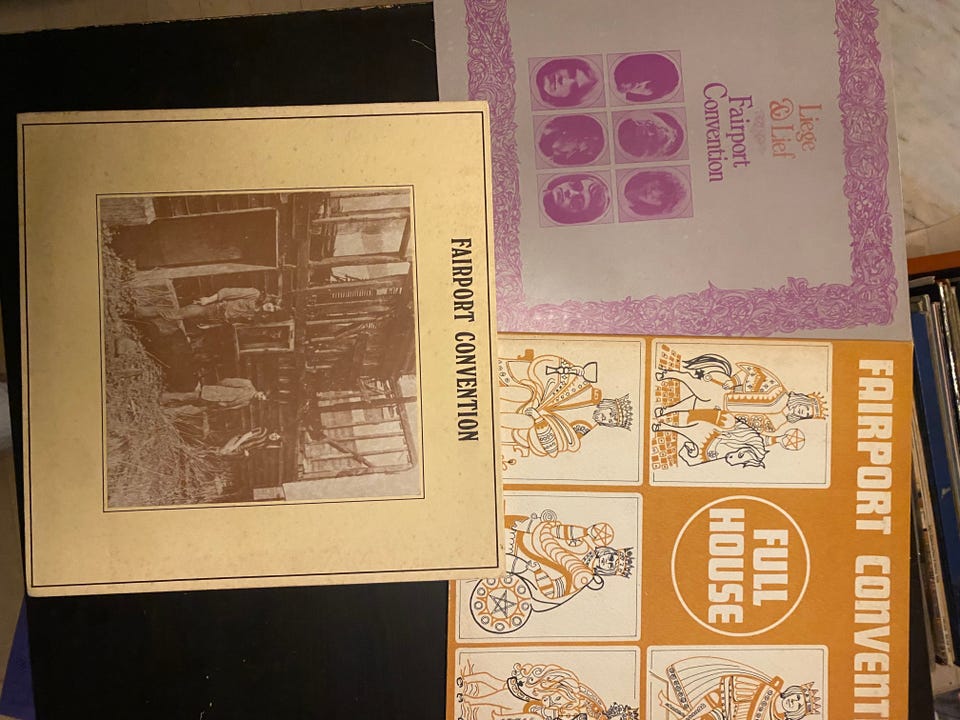 FAIRPORT CONVENTION
Liege
& Lief
Fairport
Convention
FAIRPORT CONVENT
FULL
HOUSE